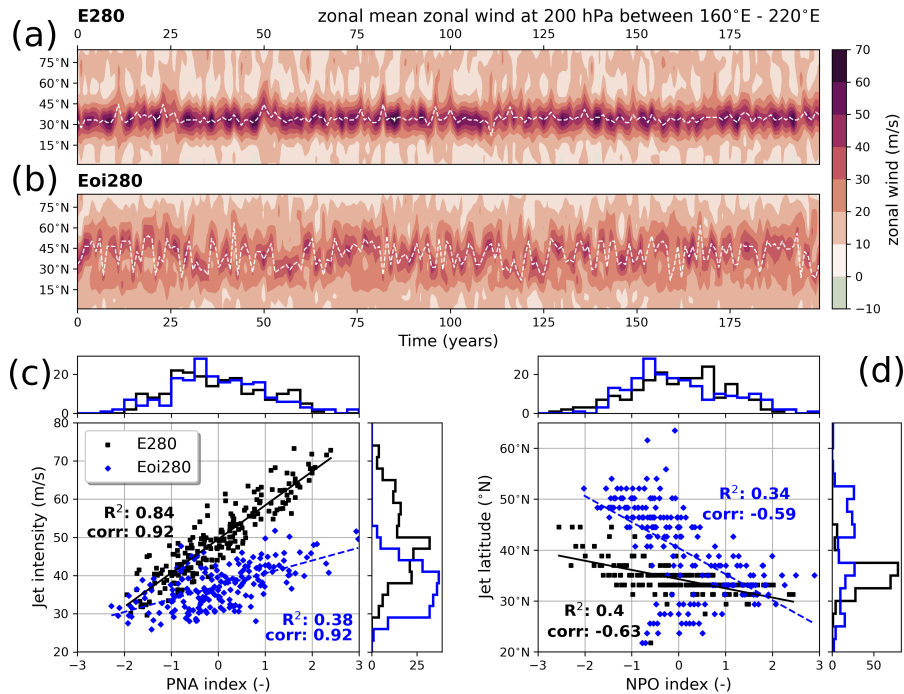 E280
zonal mean zonal wind at 200 hPa between 160°E - 220°E
(a)
0 25 50 75 100 125 150 175
75°N
60°N
45°N
30°N
15°N
(b)
Eoi280
75°N
60°N
45°N
30°N
15°N
0 25 50 75 100 125 150 175
Time (years)
70
60
50
40
30
20
10
0
−10
zonal wind (m/s)
(c)
20
0
80
70
60
50
40
30
20
Jet intensity (m/s)
E280
Eoi280
R²: 0.84
corr: 0.92
R²: 0.38
corr: 0.92
−3 −2 −1 0 1 2 3
PNA index (-)
0 25
(d)
20
0
60°N
50°N
40°N
30°N
20°N
Jet latitude (°N)
R²: 0.34
corr: -0.59
R²: 0.4
corr: -0.63
−3 −2 −1 0 1 2 3
NPO index (-)
0 50